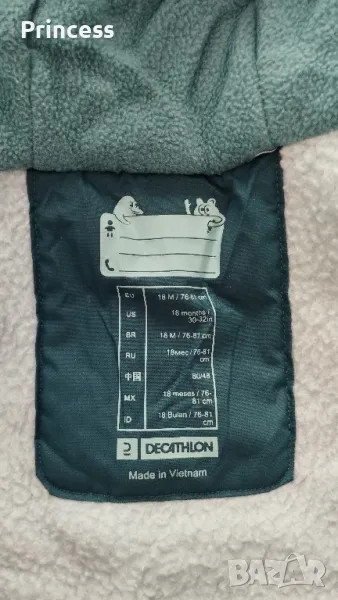 Princess
EU 18 M / 76-81 cm
US 18 months / 30-32in
BR 18 M / 76-81 cm
RU 18мес / 76-81 cm
中国 80/48
MX 18 meses / 76-81 cm
ID 18 Bulan / 76-81 cm
DECATHLON
Made in Vietnam
BAZAR